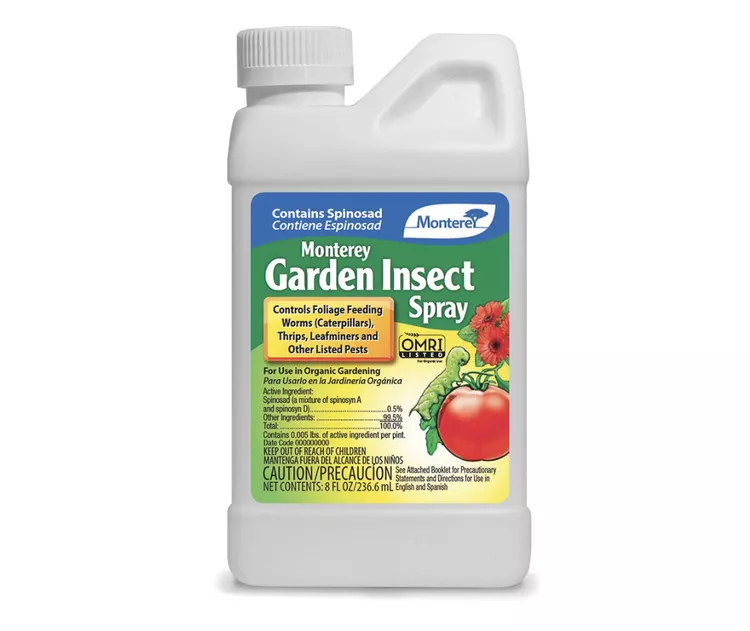 Contains Spinosad
Contiene Espinosad
Monterey
Monterey
Garden Insect
Spray
Controls Foliage Feeding
Worms (Caterpillars),
Thrips, Leafminers and
Other Listed Pests
OMRI
LISTED
For Organic Use
For Use in Organic Gardening
Para Usarlo en la Jardinería Orgánica
Active Ingredient:
Spinosad (a mixture of spinosyn A
and spinosyn D)..............................0.5%
Other Ingredients:..............................99.5%
Total:..............................100.0%
Contains 0.005 lbs. of active ingredient per pint.
Date Code 000000000
KEEP OUT OF REACH OF CHILDREN
MANTENGA FUERA DEL ALCANCE DE LOS NIÑOS
CAUTION/PRECAUCIÓN
NET CONTENTS: 8 FL OZ/236.6 mL
See Attached Booklet for Precautionary
Statements and Directions for Use in
English and Spanish